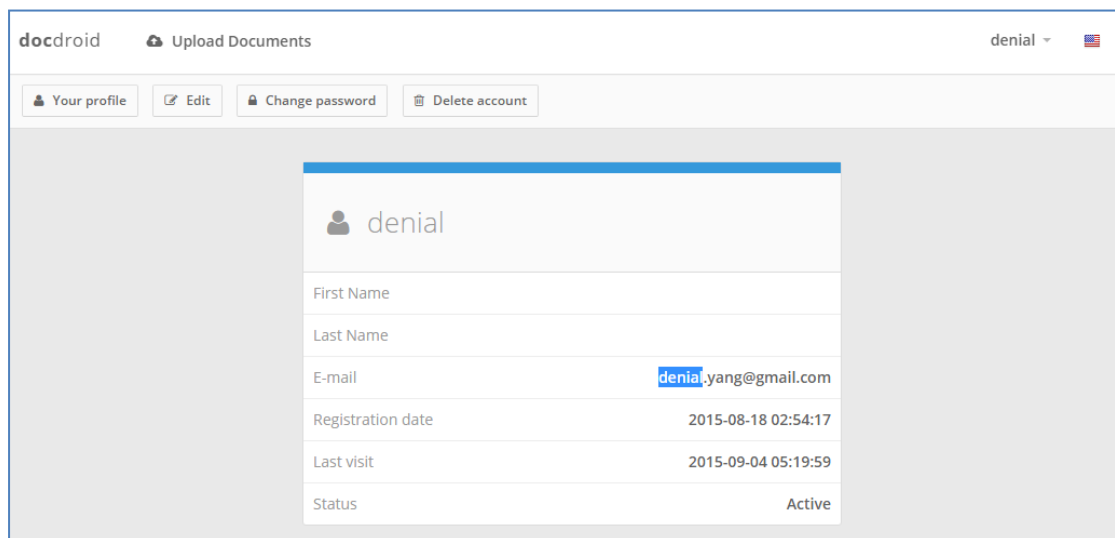 docdroid Upload Documents denial
Your profile Edit Change password Delete account
denial
First Name
Last Name
E-mail denial.yang@gmail.com
Registration date 2015-08-18 02:54:17
Last visit 2015-09-04 05:19:59
Status Active